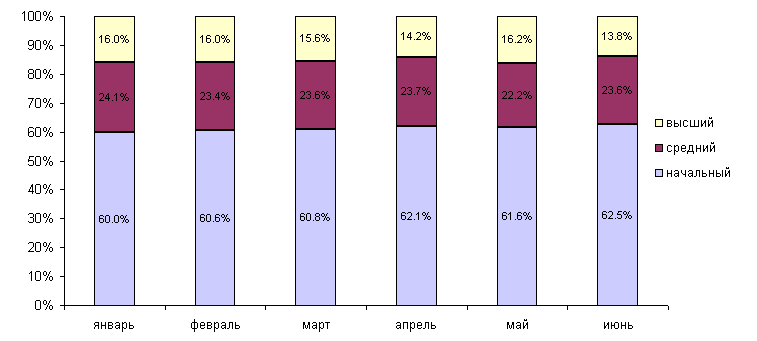 100%
90%
80%
70%
60%
50%
40%
30%
20%
10%
0%
16.0% 16.0% 15.6% 14.2% 16.2% 13.8%
24.1% 23.4% 23.6% 23.7% 22.2% 23.6%
60.0% 60.6% 60.8% 62.1% 61.6% 62.5%
январь февраль март апрель май июнь
высший
средний
начальный